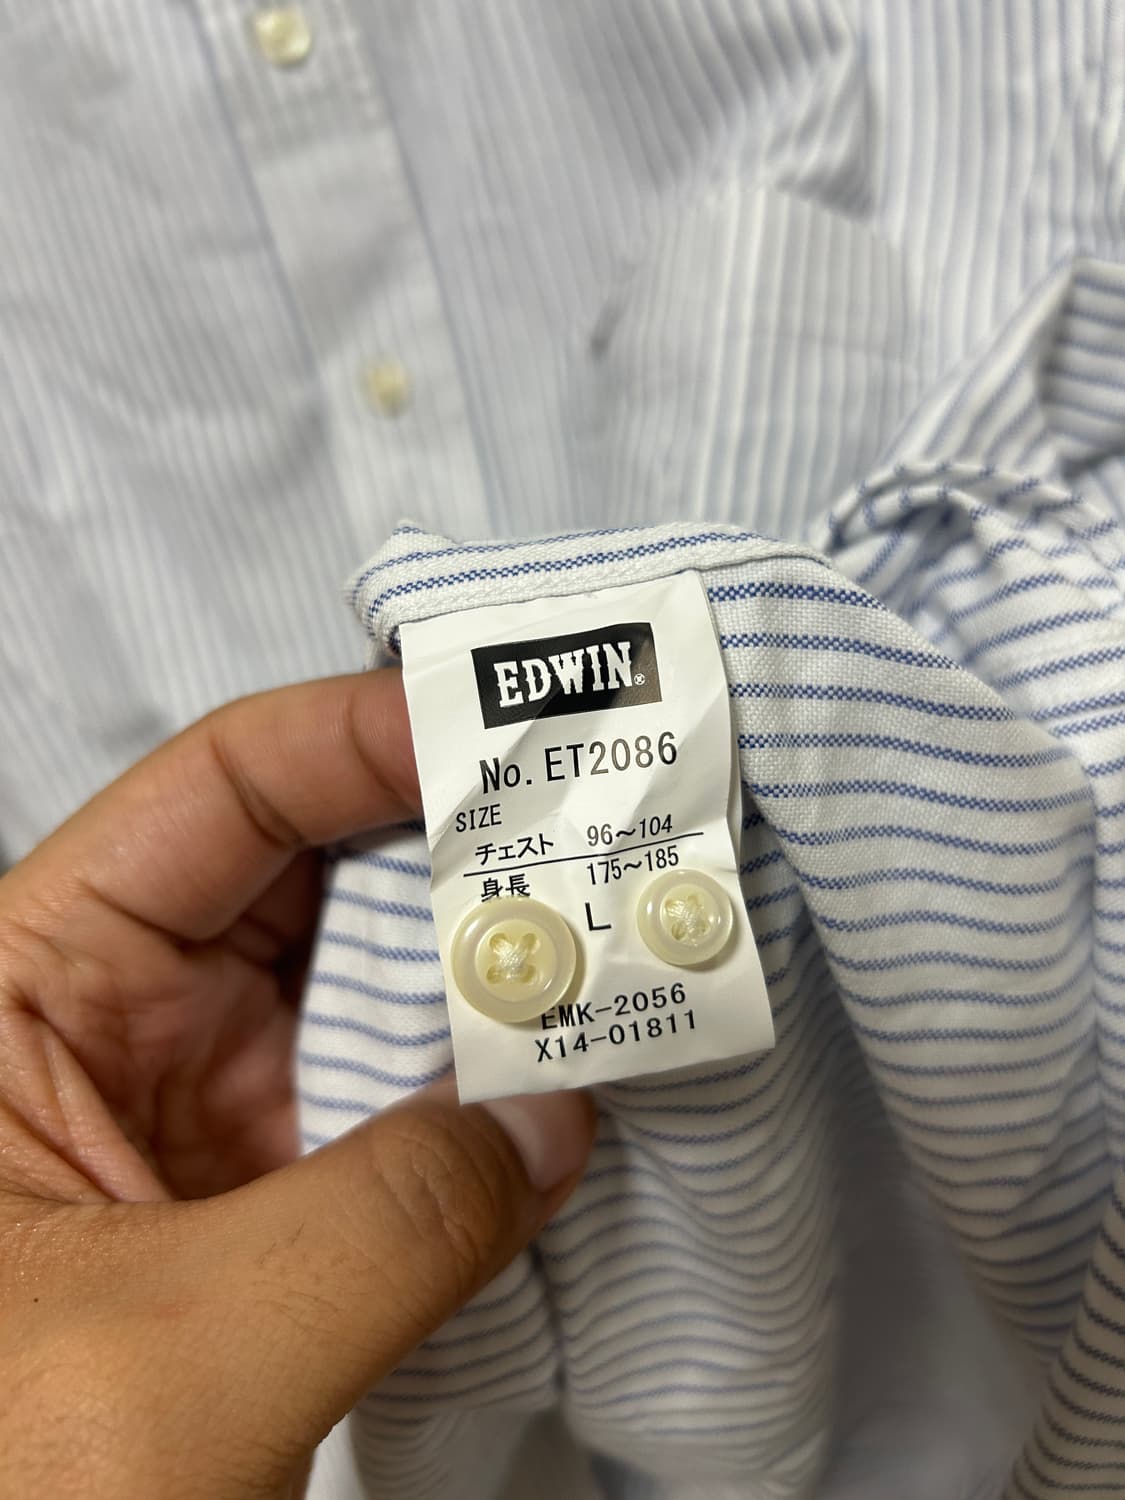 EDWIN®
No. ET2086
SIZE
チェスト 96～104
身長 175～185
L
EMK-2056
X14-01811